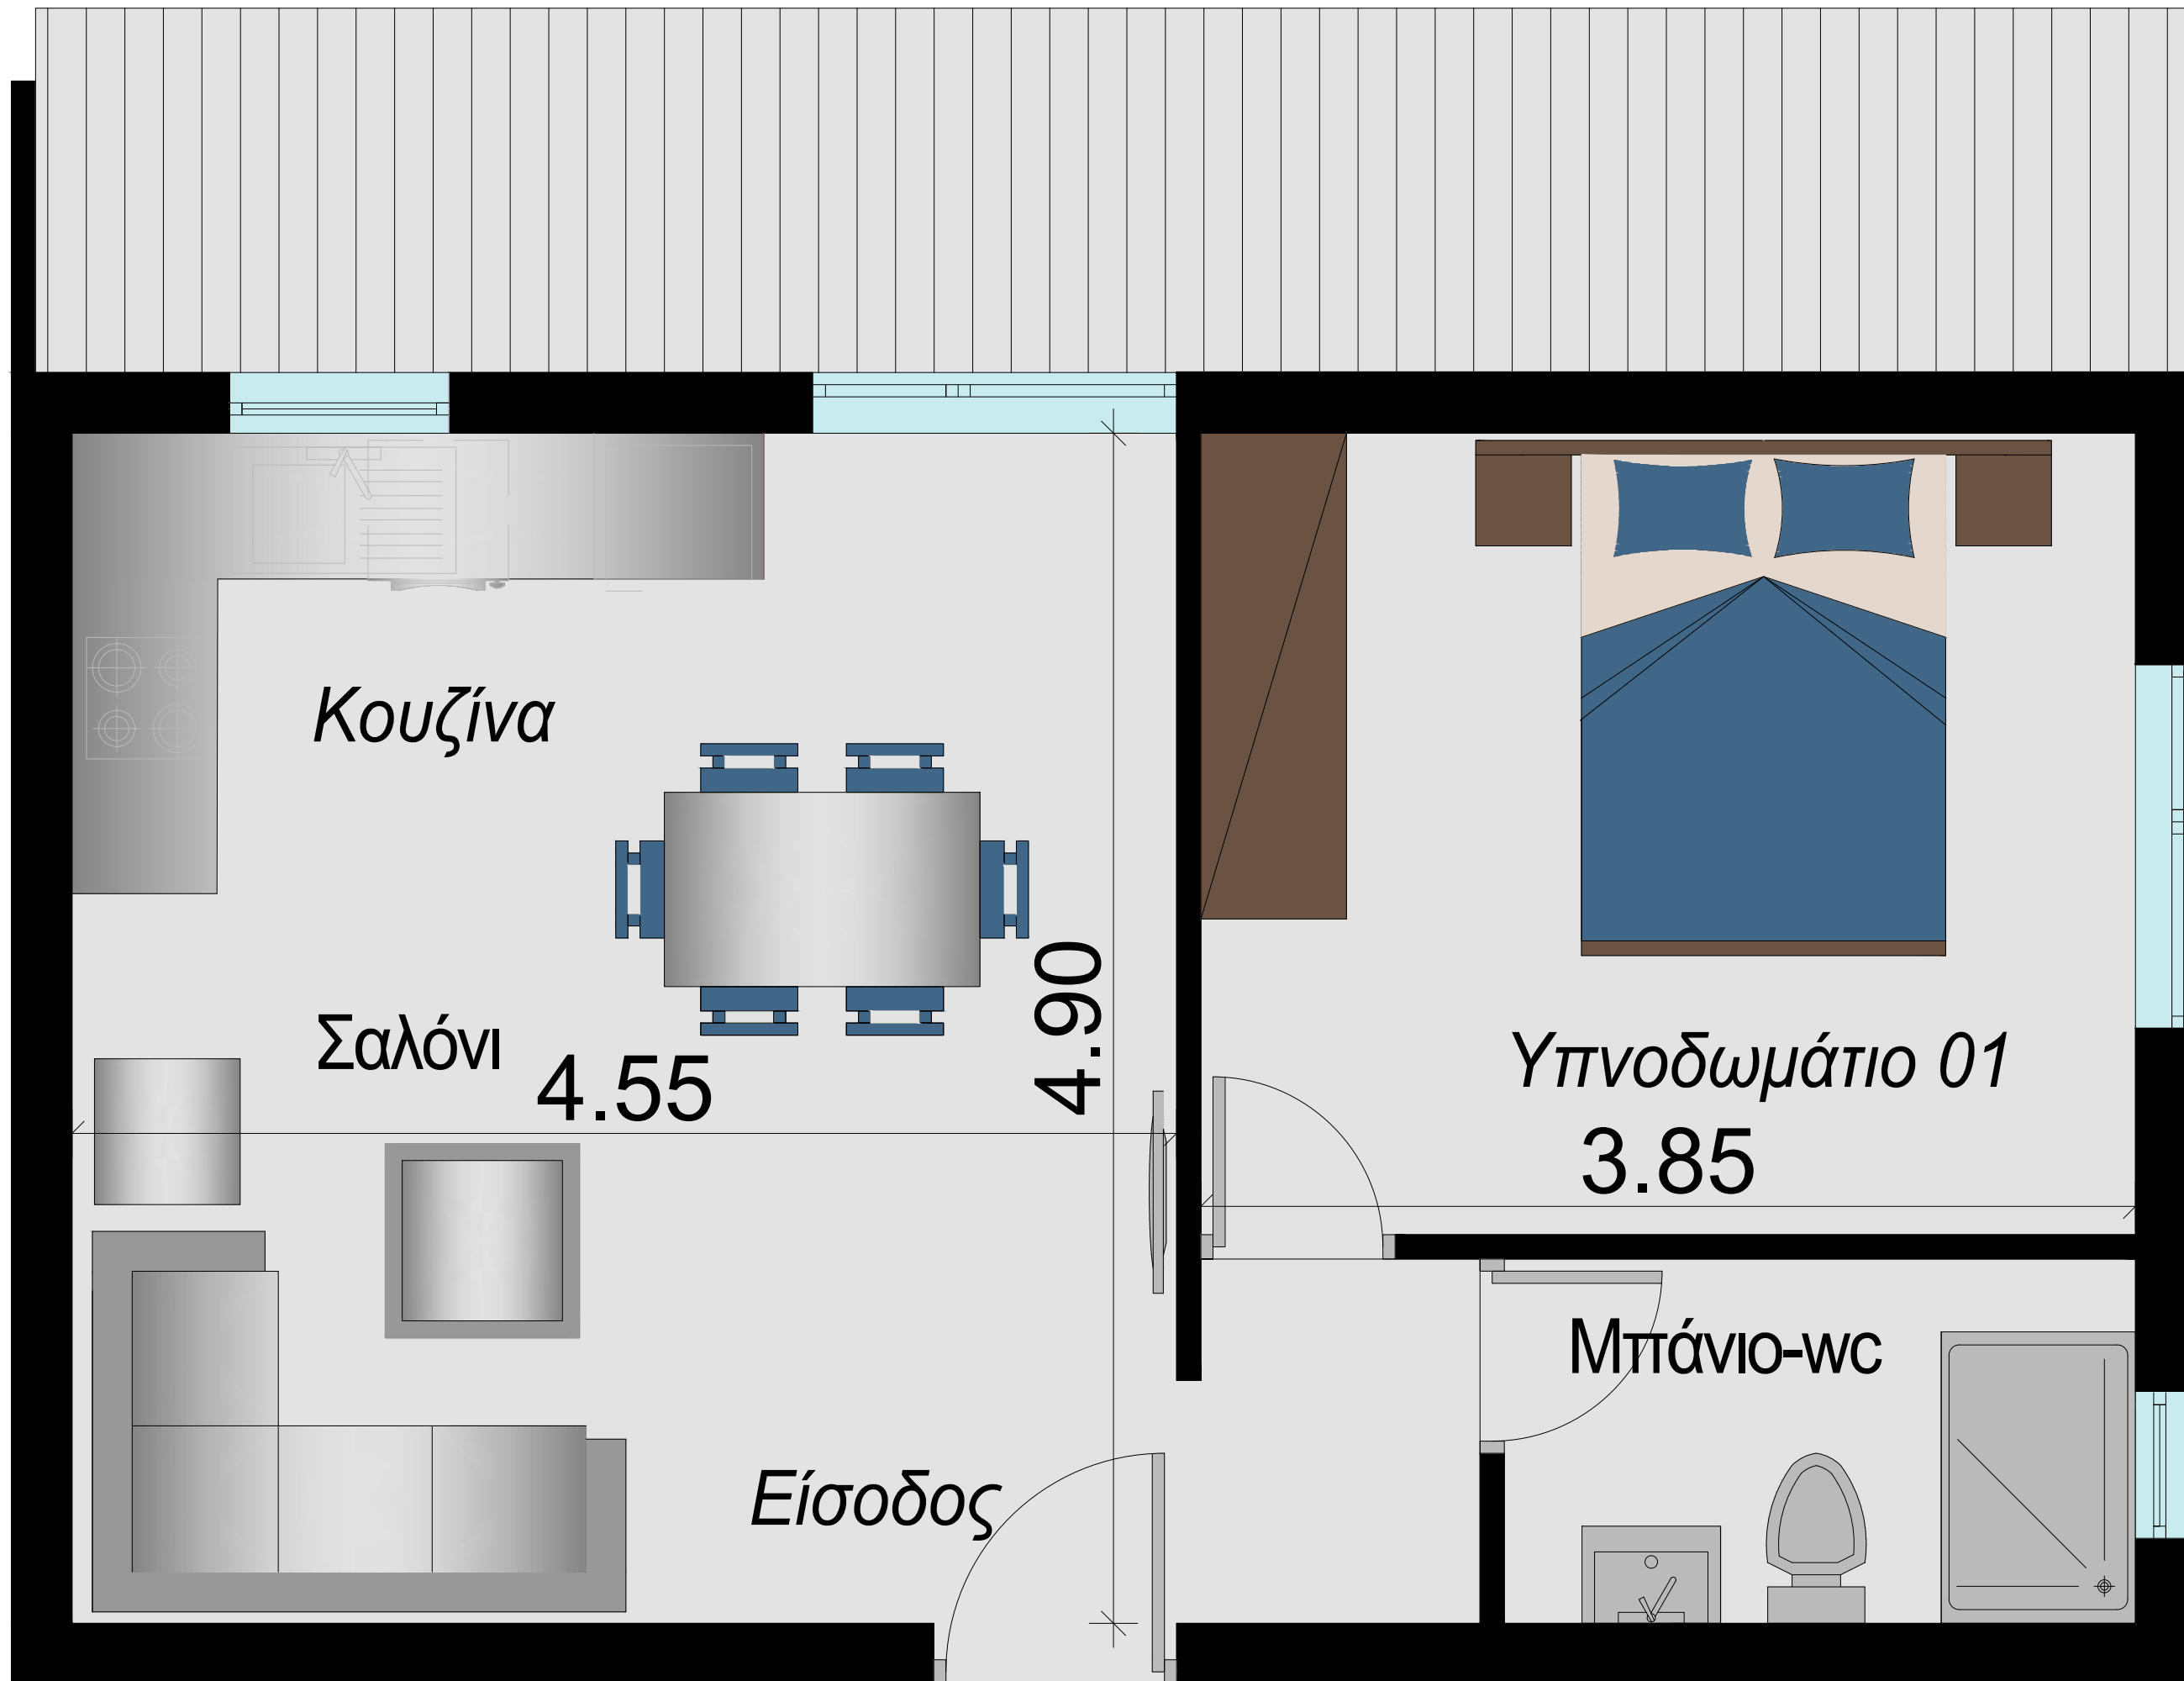 Κουζίνα
4.90
Σαλόνι
4.55
Υπνοδωμάτιο 01
3.85
Μπάνιο-wc
Είσοδος